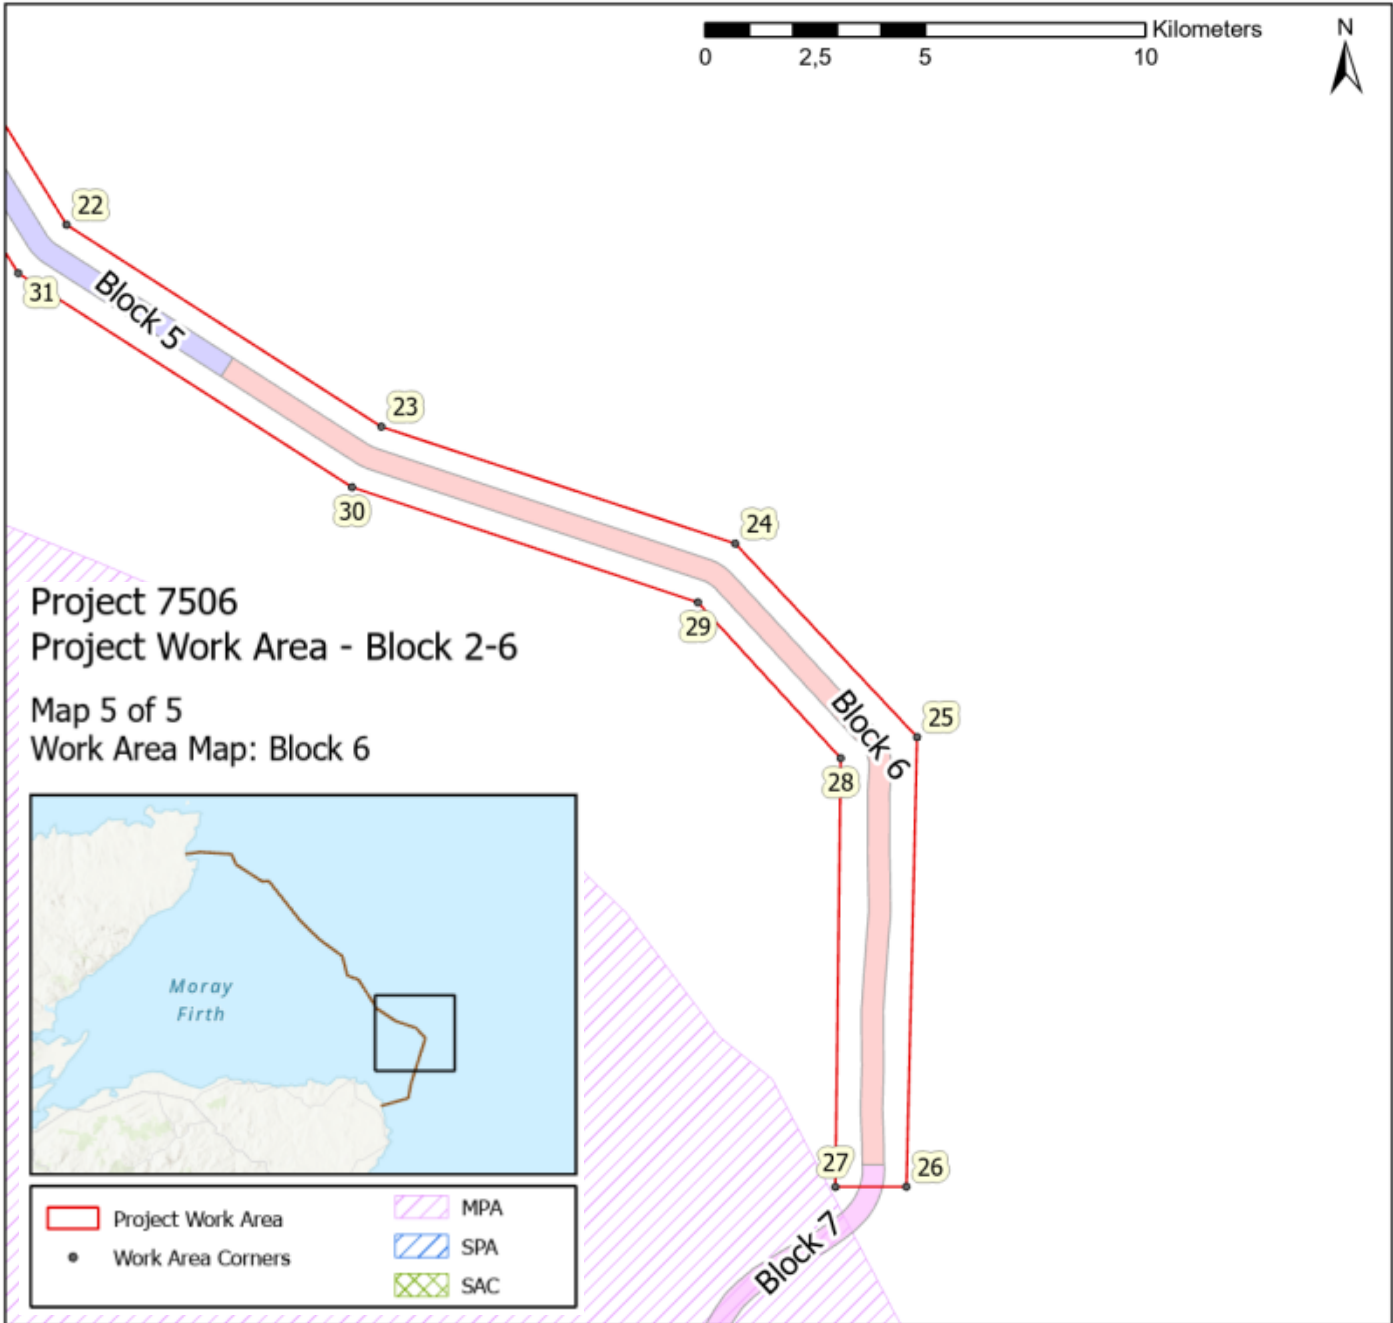 Kilometers
0 2,5 5 10
N
22
31
Block 5
23
30
24
29
Project 7506
Project Work Area - Block 2-6
Map 5 of 5
Work Area Map: Block 6
25
Block 6
28
Moray
Firth
27
26
Block 7
Project Work Area
Work Area Corners
MPA
SPA
SAC